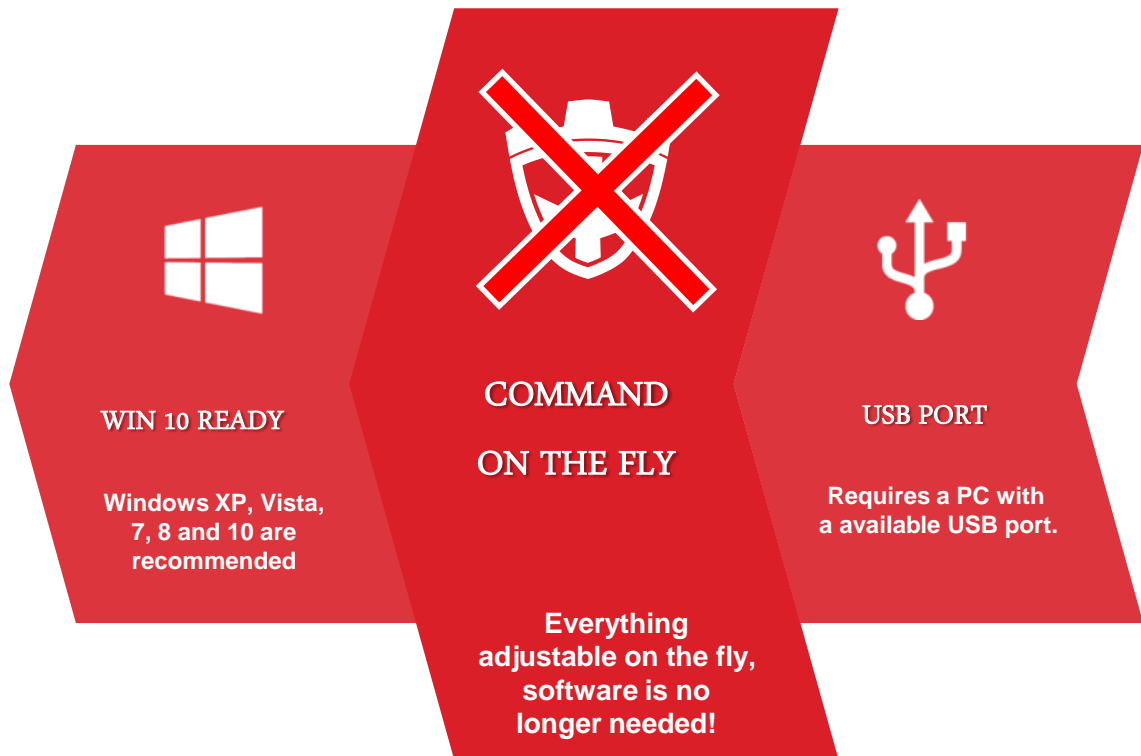 WIN 10 READY
Windows XP, Vista,
7, 8 and 10 are
recommended
COMMAND
ON THE FLY
Everything
adjustable on the fly,
software is no
longer needed!
USB PORT
Requires a PC with
a available USB port.